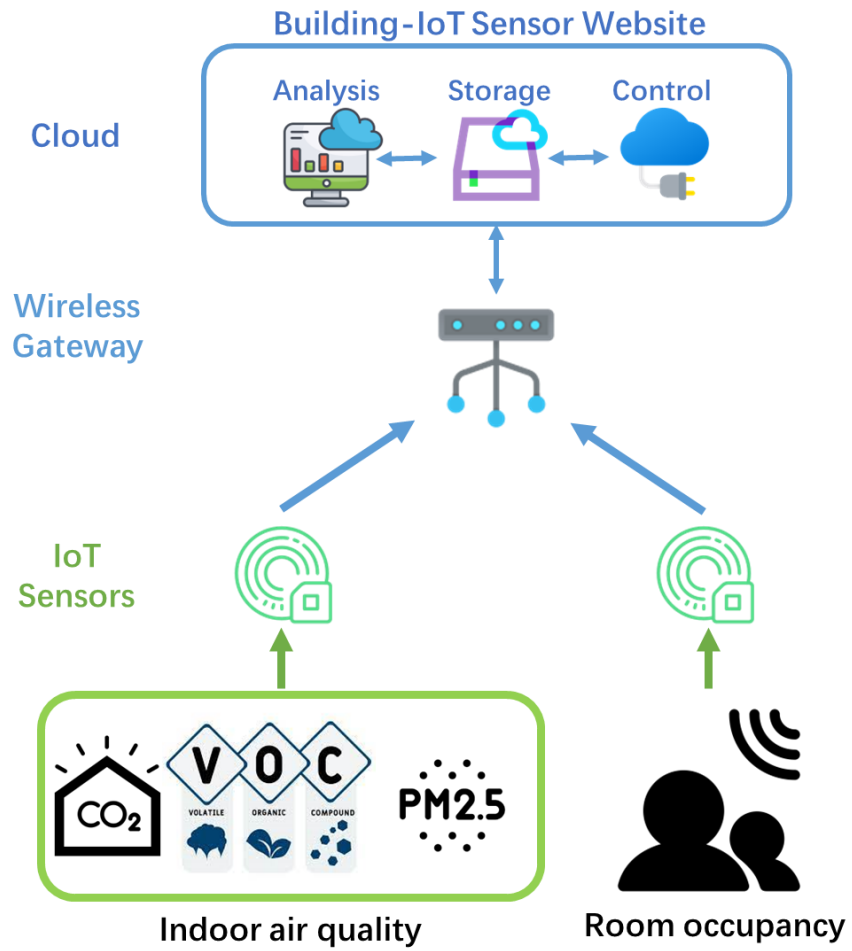 Building-IoT Sensor Website
Analysis
Storage
Control
Cloud
Wireless
Gateway
IoT
Sensors
CO₂
V O C
VOLATILE
ORGANIC
COMPOUND
PM2.5
Indoor air quality
Room occupancy